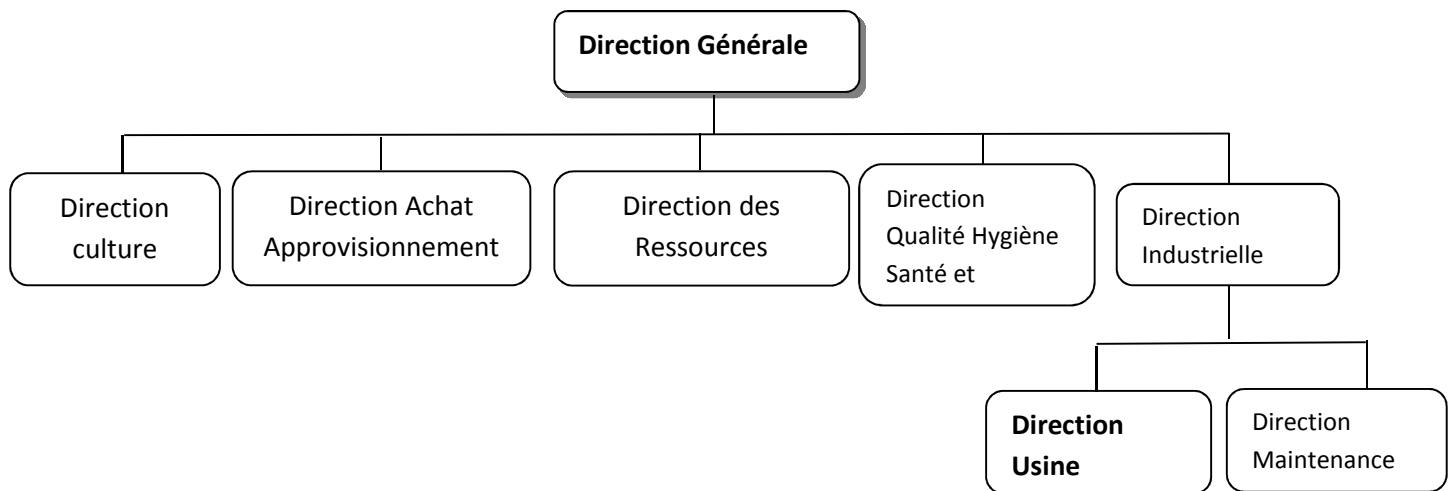 Direction Générale
Direction
culture
Direction Achat
Approvisionnement
Direction des
Ressources
Direction
Qualité Hygiène
Santé et
Direction
Industrielle
Direction
Usine
Direction
Maintenance